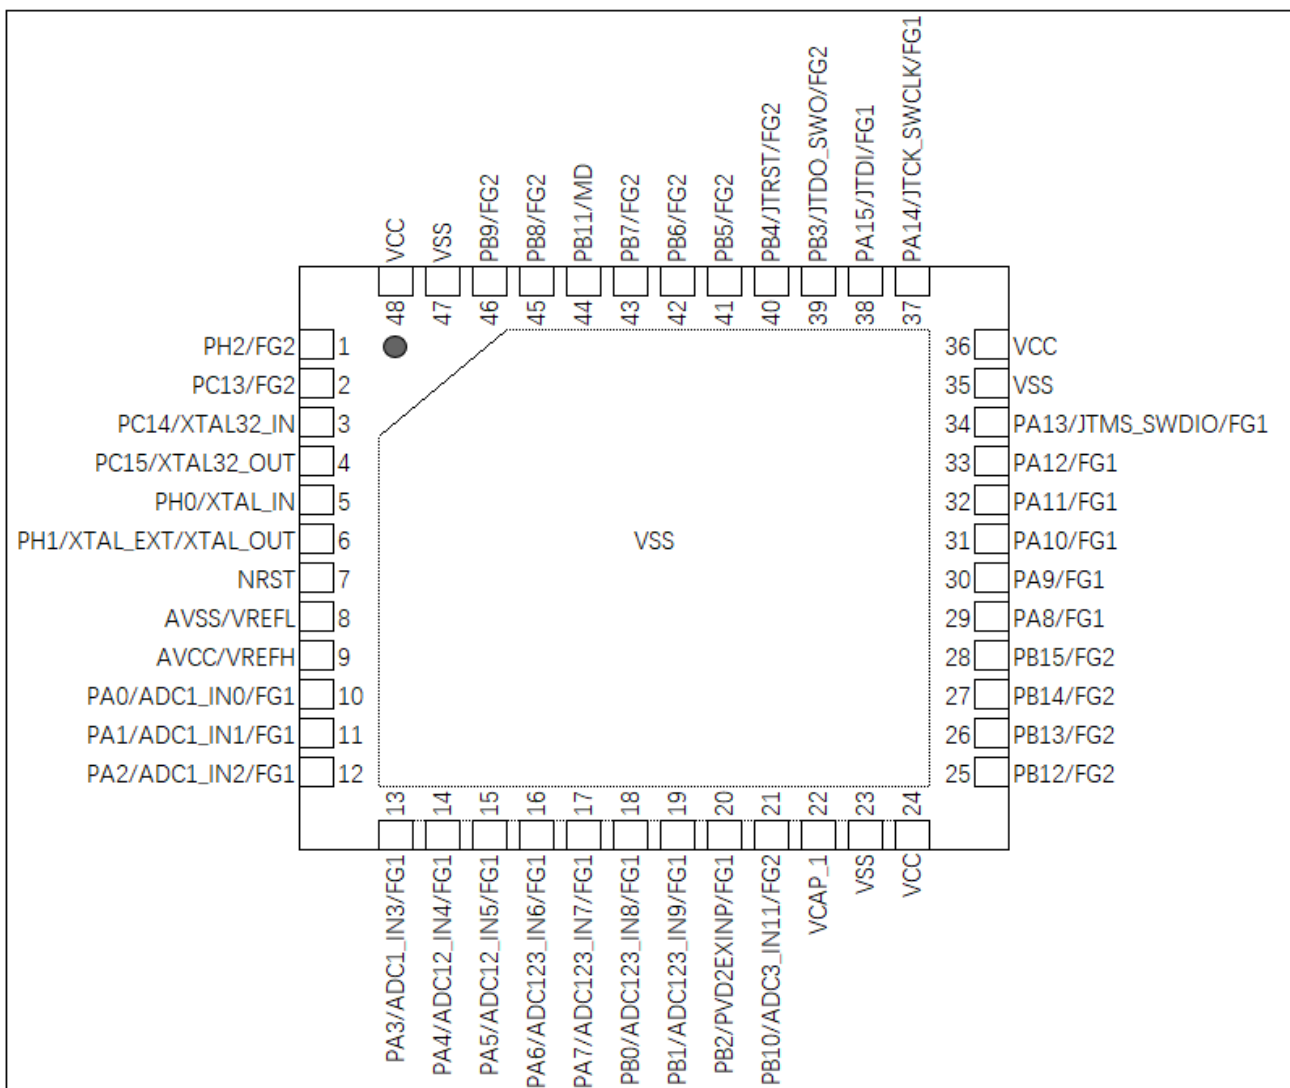 PB9/FG2
PB8/FG2
PB11/MD
PB7/FG2
PB6/FG2
PB5/FG2
PB4/JTRST/FG2
PB3/JTDO_SWO/FG2
PA15/JTDI/FG1
PA14/JTCK_SWCLK/FG1
VCC
VSS
48
47
46
45
44
43
42
41
40
39
38
37
PH2/FG2 1
PC13/FG2 2
PC14/XTAL32_IN 3
PC15/XTAL32_OUT 4
PH0/XTAL_IN 5
PH1/XTAL_EXT/XTAL_OUT 6
NRST 7
AVSS/VREFL 8
AVCC/VREFH 9
PA0/ADC1_IN0/FG1 10
PA1/ADC1_IN1/FG1 11
PA2/ADC1_IN2/FG1 12
VSS
36 VCC
35 VSS
34 PA13/JTMS_SWDIO/FG1
33 PA12/FG1
32 PA11/FG1
31 PA10/FG1
30 PA9/FG1
29 PA8/FG1
28 PB15/FG2
27 PB14/FG2
26 PB13/FG2
25 PB12/FG2
13
14
15
16
17
18
19
20
21
22
23
24
PA3/ADC1_IN3/FG1
PA4/ADC12_IN4/FG1
PA5/ADC12_IN5/FG1
PA6/ADC123_IN6/FG1
PA7/ADC123_IN7/FG1
PB0/ADC123_IN8/FG1
PB1/ADC123_IN9/FG1
PB2/PVD2EXINP/FG1
PB10/ADC3_IN11/FG2
VCAP_1
VSS
VCC